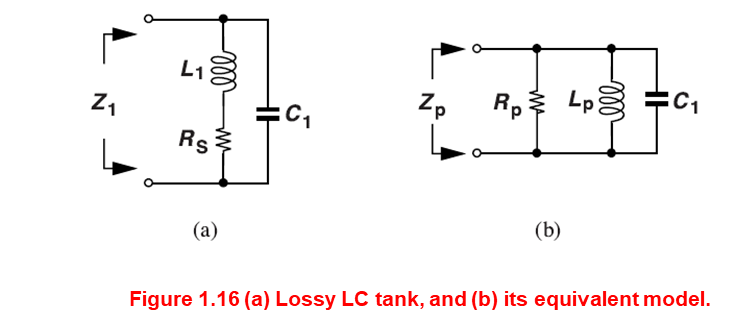 L1
Z1
C1
RS
(a)
Zp
Rp
Lp
C1
(b)
Figure 1.16 (a) Lossy LC tank, and (b) its equivalent model.